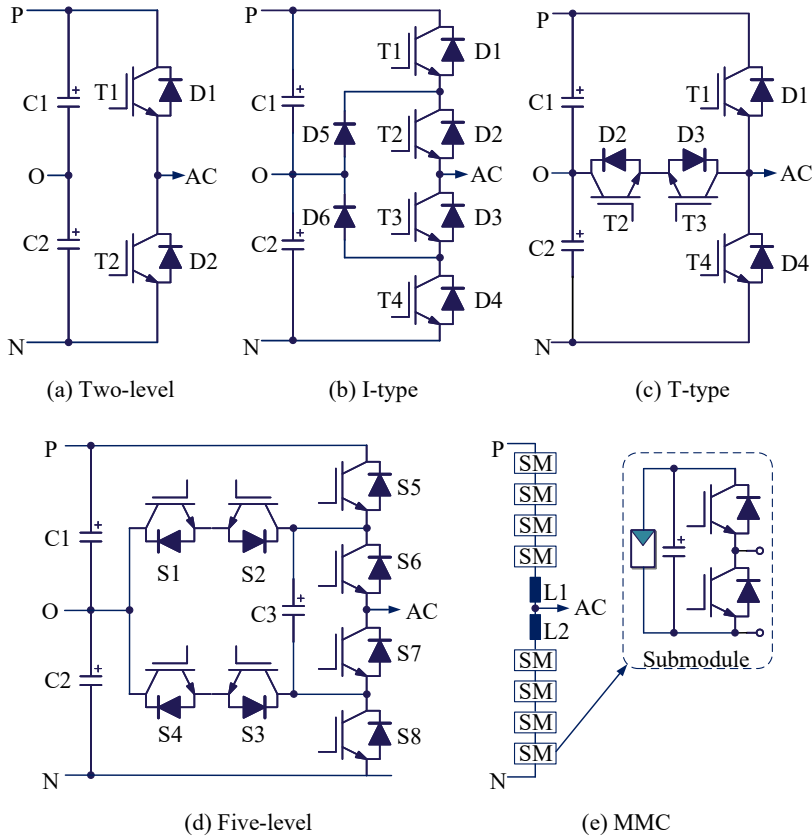 P
C1
T1
D1
O
AC
C2
T2
D2
N
(a) Two-level
P
T1
D1
C1
D5
T2
D2
O
AC
D6
T3
D3
C2
T4
D4
N
(b) I-type
P
C1
T1
D1
D2
D3
O
AC
T2
T3
C2
T4
D4
N
(c) T-type
P
S5
C1
S1
S2
S6
O
C3
AC
C2
S7
S4
S3
S8
N
(d) Five-level
P
SM
SM
SM
SM
L1
AC
L2
SM
SM
SM
SM
N
Submodule
(e) MMC